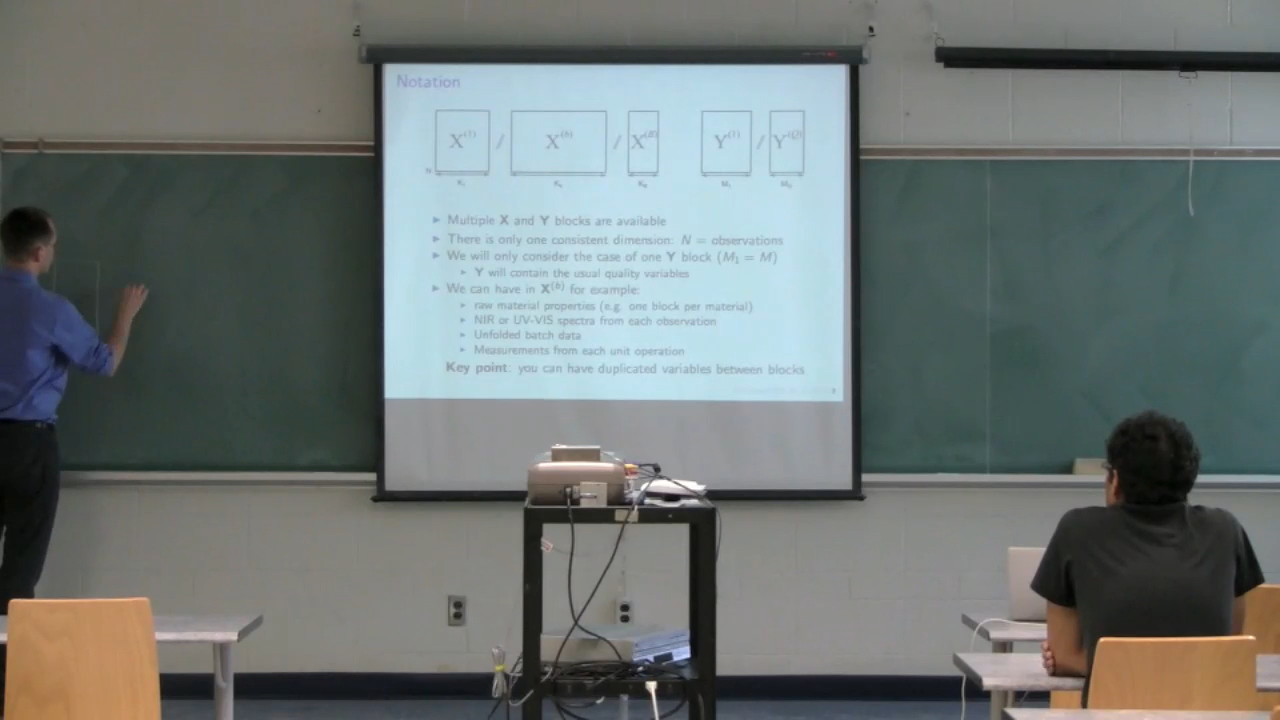 Notation
X(1) / X(b) / X(B) Y(1) / Y(Q)
N
▶ Multiple X and Y blocks are available
▶ There is only one consistent dimension: N = observations
▶ We will only consider the case of one Y block (M₁ = M)
▶ Y will contain the usual quality variables
▶ We can have in X(b) for example:
▶ raw material properties (e.g. one block per material)
▶ NIR or UV-VIS spectra from each observation
▶ Unfolded batch data
▶ Measurements from each unit operation
Key point: you can have duplicated variables between blocks